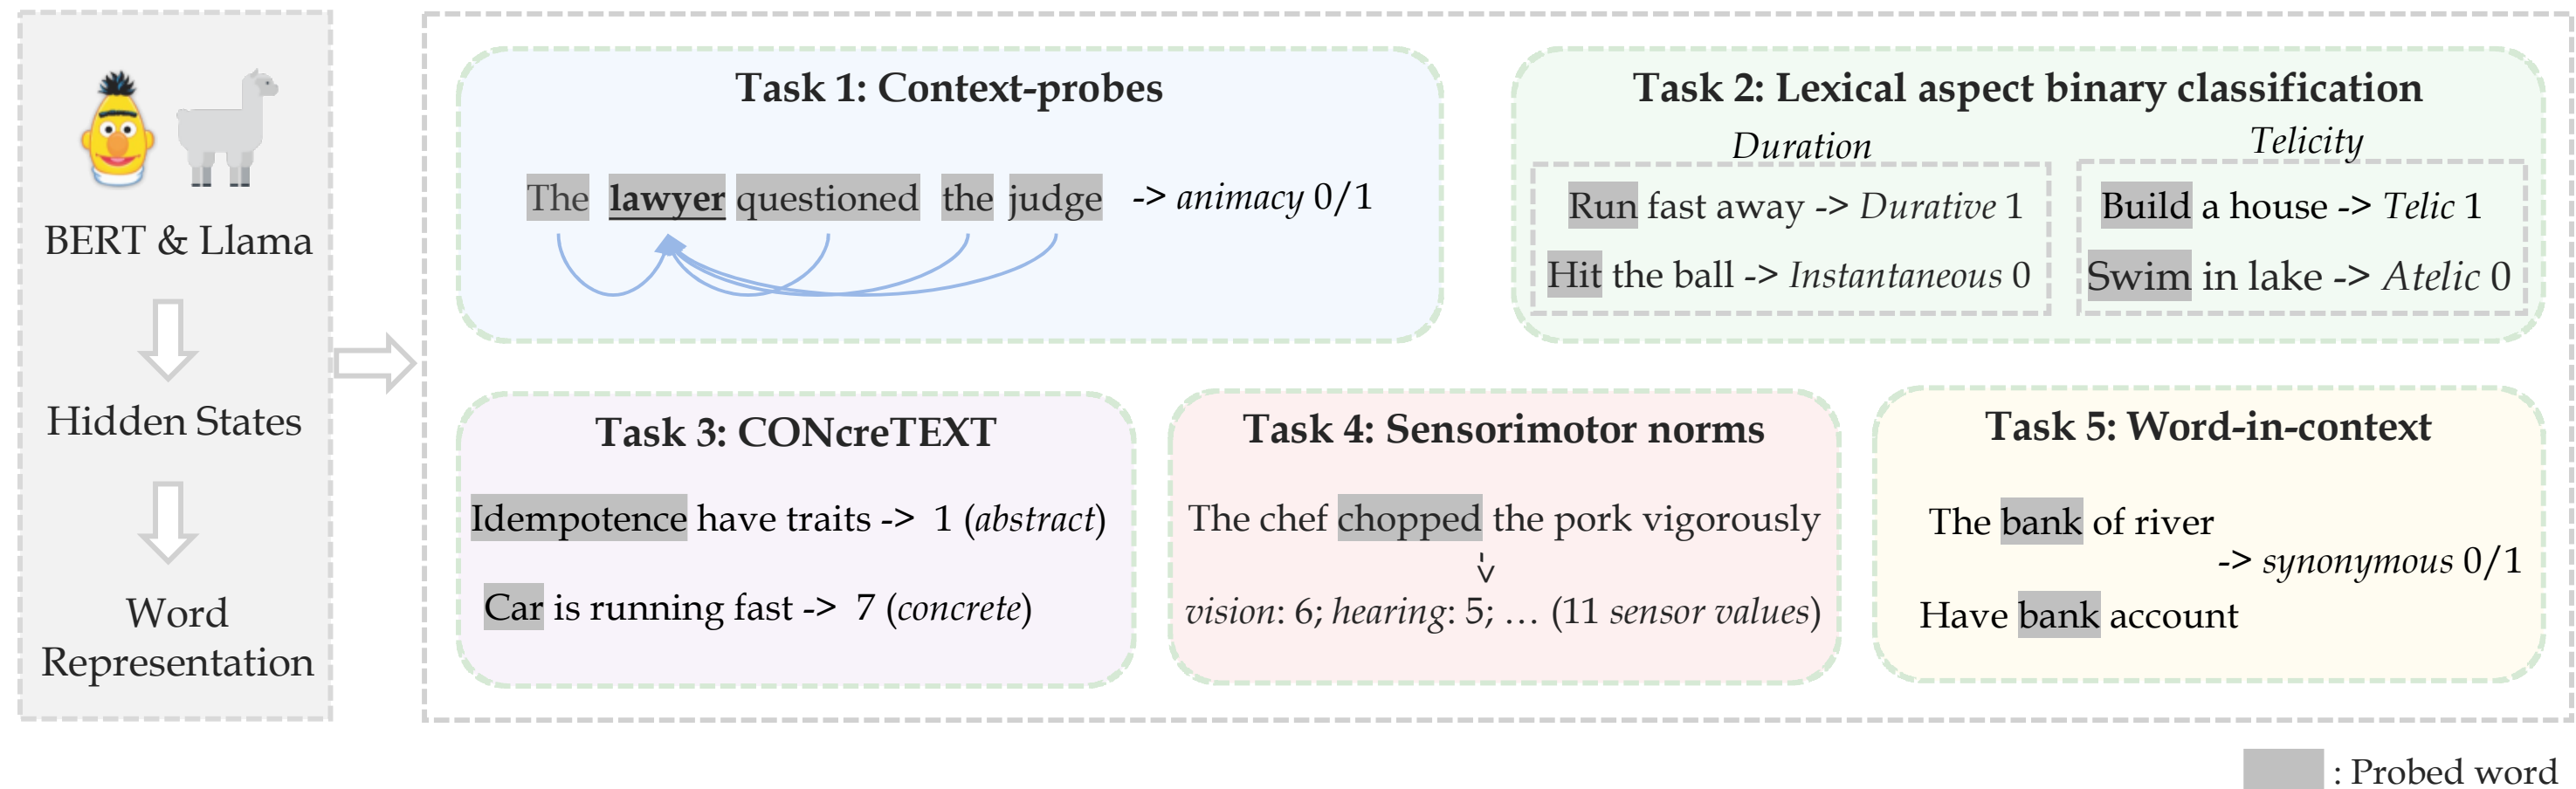 BERT & Llama
Hidden States
Word
Representation
Task 1: Context-probes
The lawyer questioned the judge -> animacy 0/1
Task 2: Lexical aspect binary classification
Duration
Run fast away -> Durative 1
Hit the ball -> Instantaneous 0
Telicity
Build a house -> Telic 1
Swim in lake -> Atelic 0
Task 3: CONcreTEXT
Idempotence have traits -> 1 (abstract)
Car is running fast -> 7 (concrete)
Task 4: Sensorimotor norms
The chef chopped the pork vigorously
->
vision: 6; hearing: 5; … (11 sensor values)
Task 5: Word-in-context
The bank of river
-> synonymous 0/1
Have bank account
: Probed word